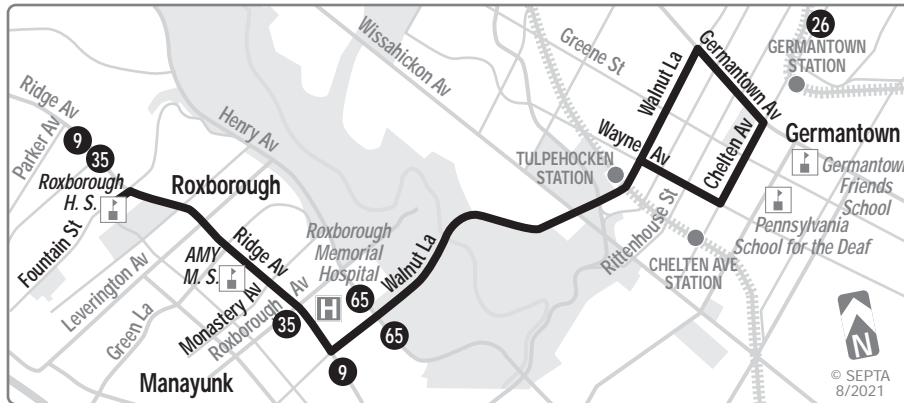 26
GERMANTOWN
STATION
Wissahickon Av
Greene St
Germantown Av
Walnut La
Ridge Av
Parker Av
9
35
Henry Av
Wayne Av
Chelten Av
Germantown
Germantown
Friends
School
TULPEHOCKEN
STATION
Roxborough
H. S.
Roxborough
Rittenhouse St
Pennsylvania
School for the Deaf
CHELTEN AVE
STATION
Fountain St
Leverington Av
AMY
M. S.
Ridge Av
Roxborough
Memorial
Hospital
H
65
Walnut La
65
Green La
Monastery Av
Roxborough Av
35
9
Manayunk
N
© SEPTA
8/2021